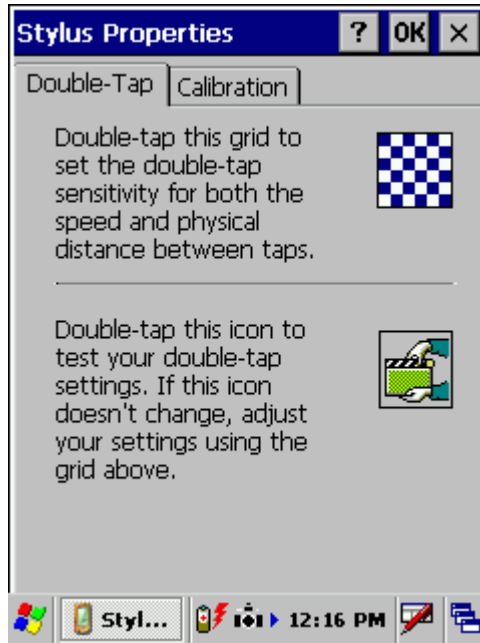 Stylus Properties ? OK ×
Double-Tap Calibration
Double-tap this grid to
set the double-tap
sensitivity for both the
speed and physical
distance between taps.
Double-tap this icon to
test your double-tap
settings. If this icon
doesn't change, adjust
your settings using the
grid above.
Styl... 12:16 PM